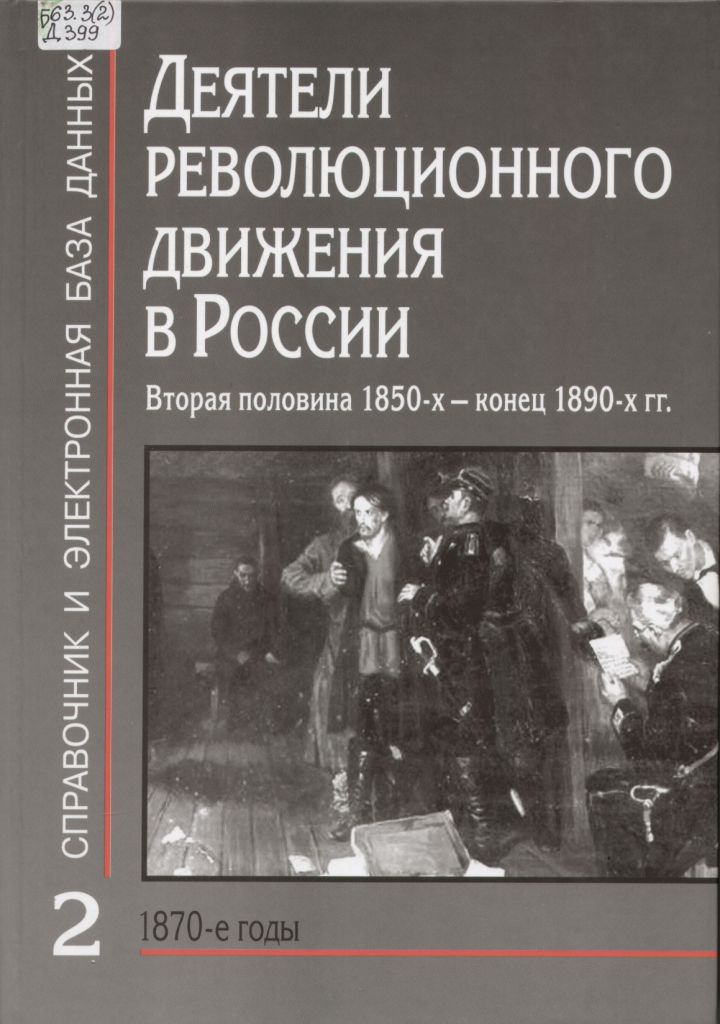 Б63.3(2)
Д399
СПРАВОЧНИК И ЭЛЕКТРОННАЯ БАЗА ДАННЫХ
ДЕЯТЕЛИ
РЕВОЛЮЦИОННОГО
ДВИЖЕНИЯ
В РОССИИ
Вторая половина 1850-х – конец 1890-х гг.
2
1870-е годы